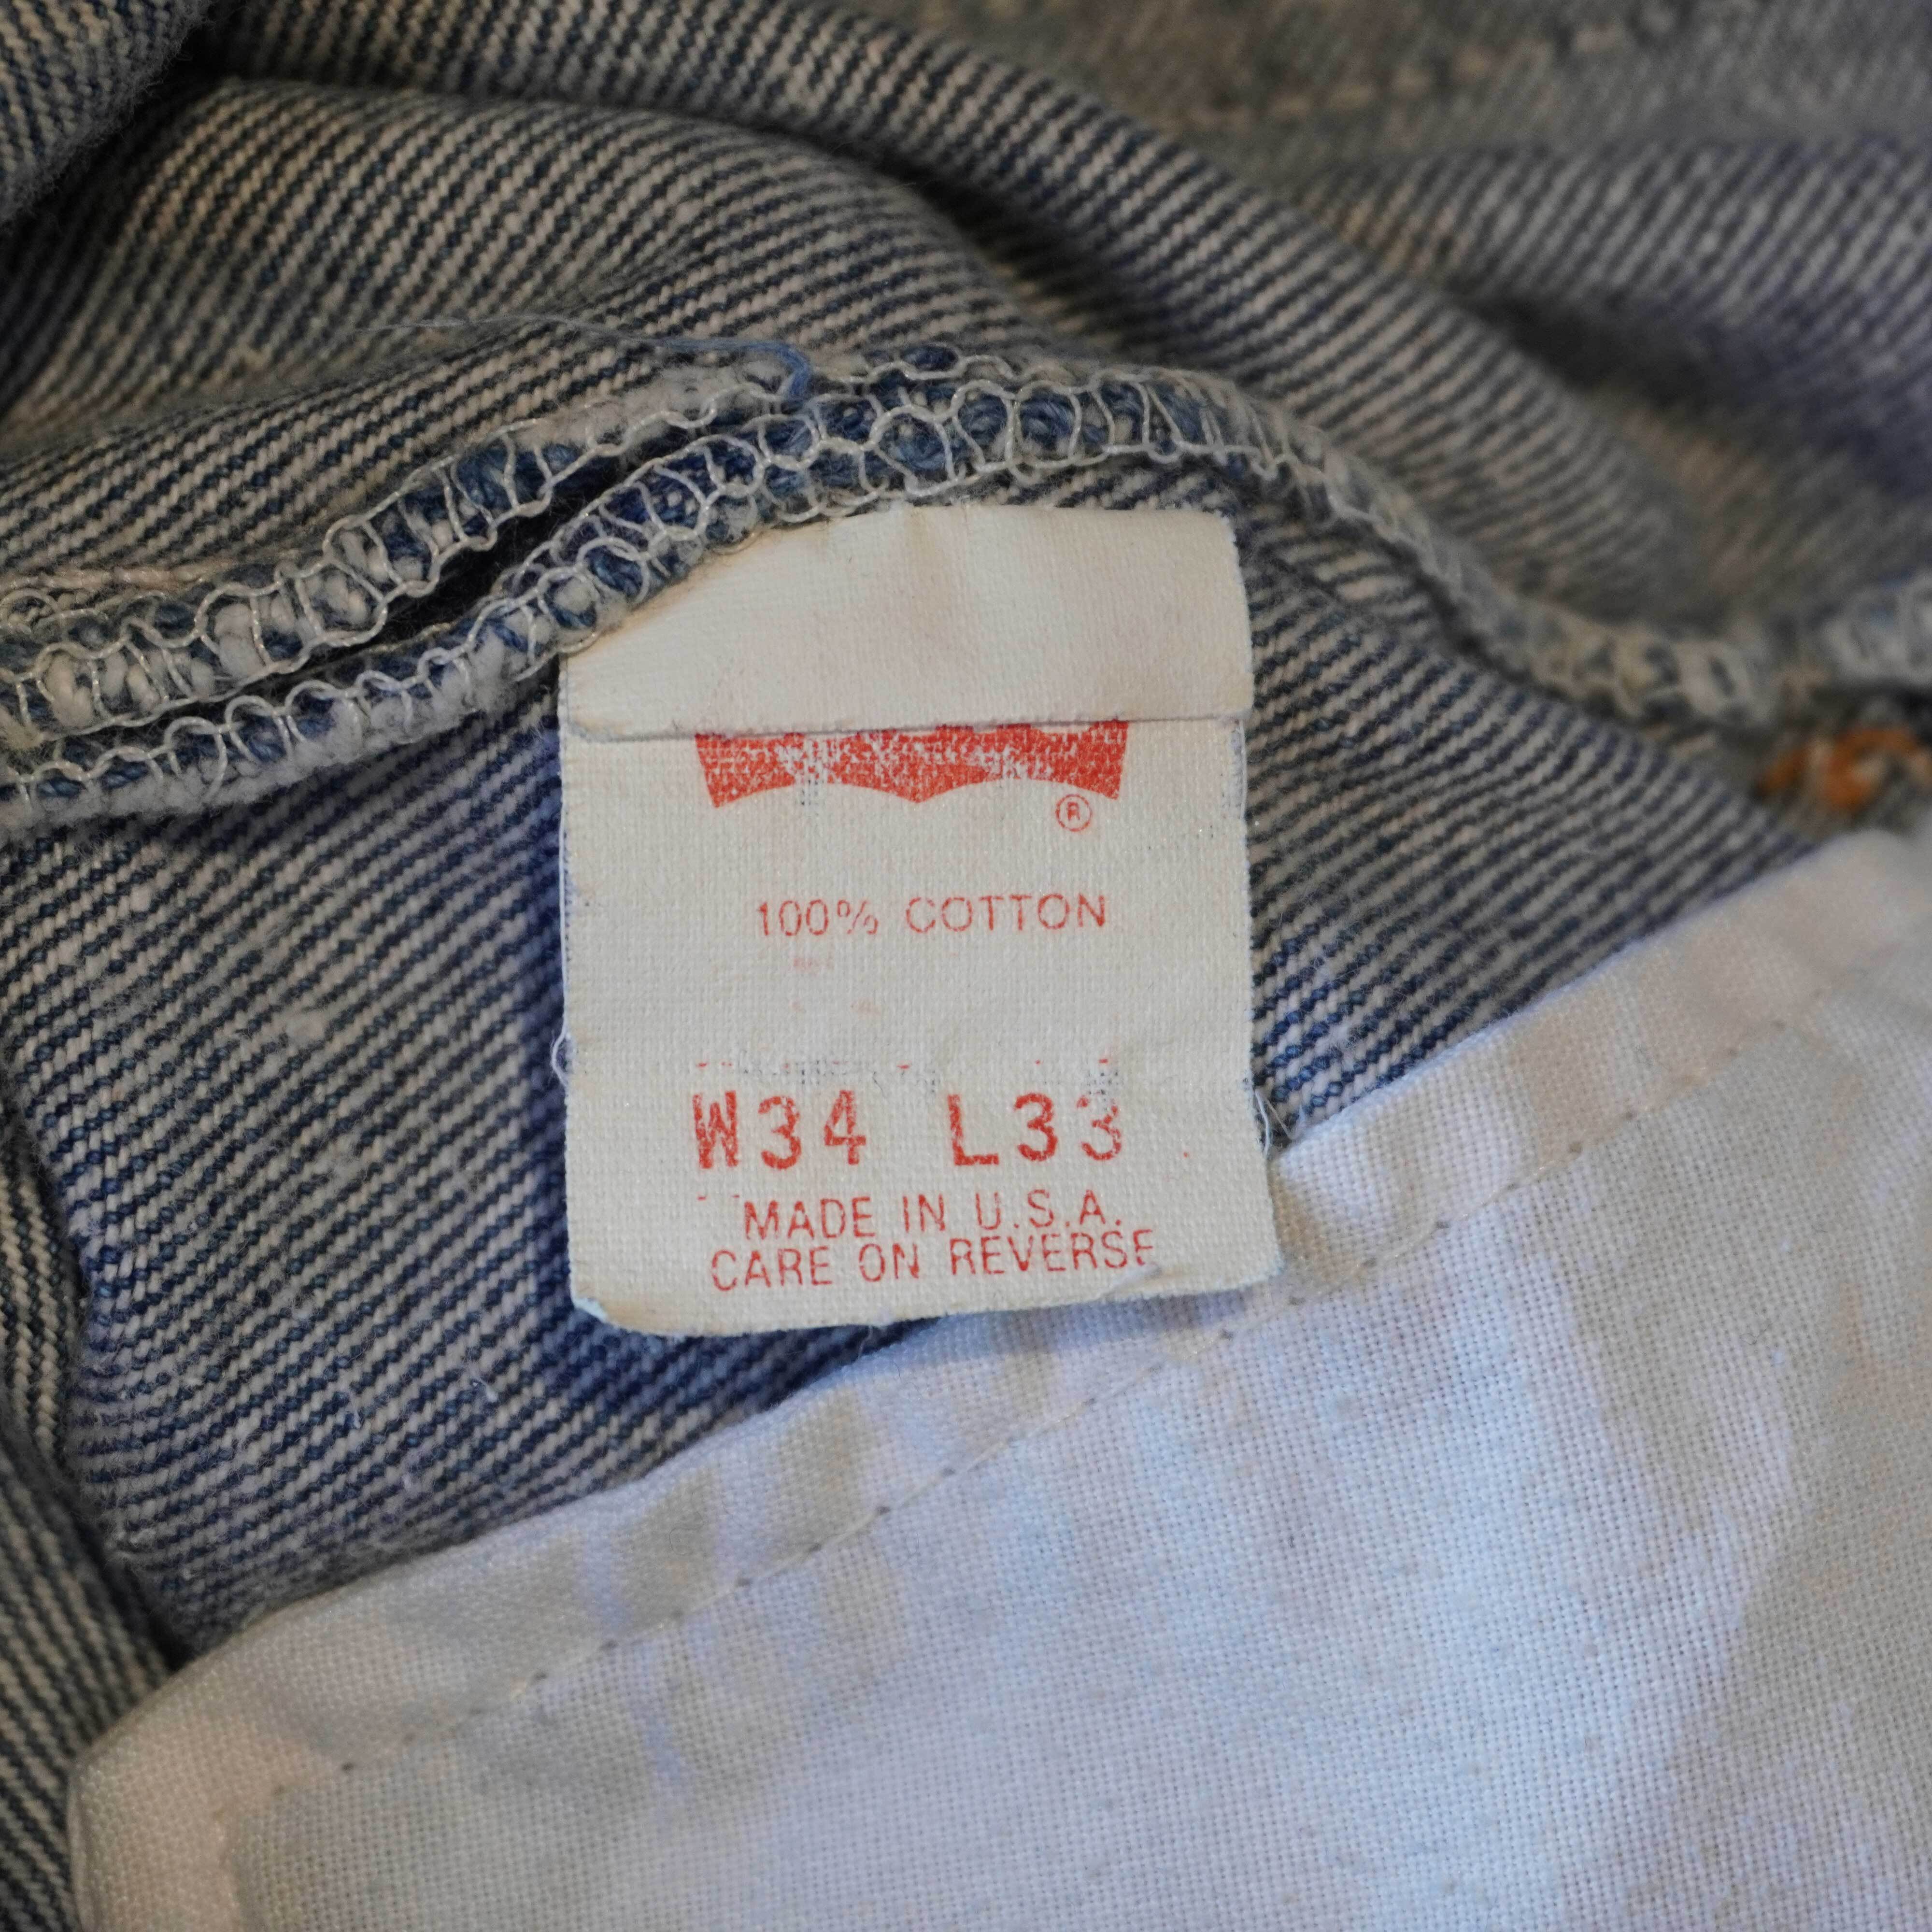 ®
100% COTTON
W34 L33
MADE IN U.S.A.
CARE ON REVERSE